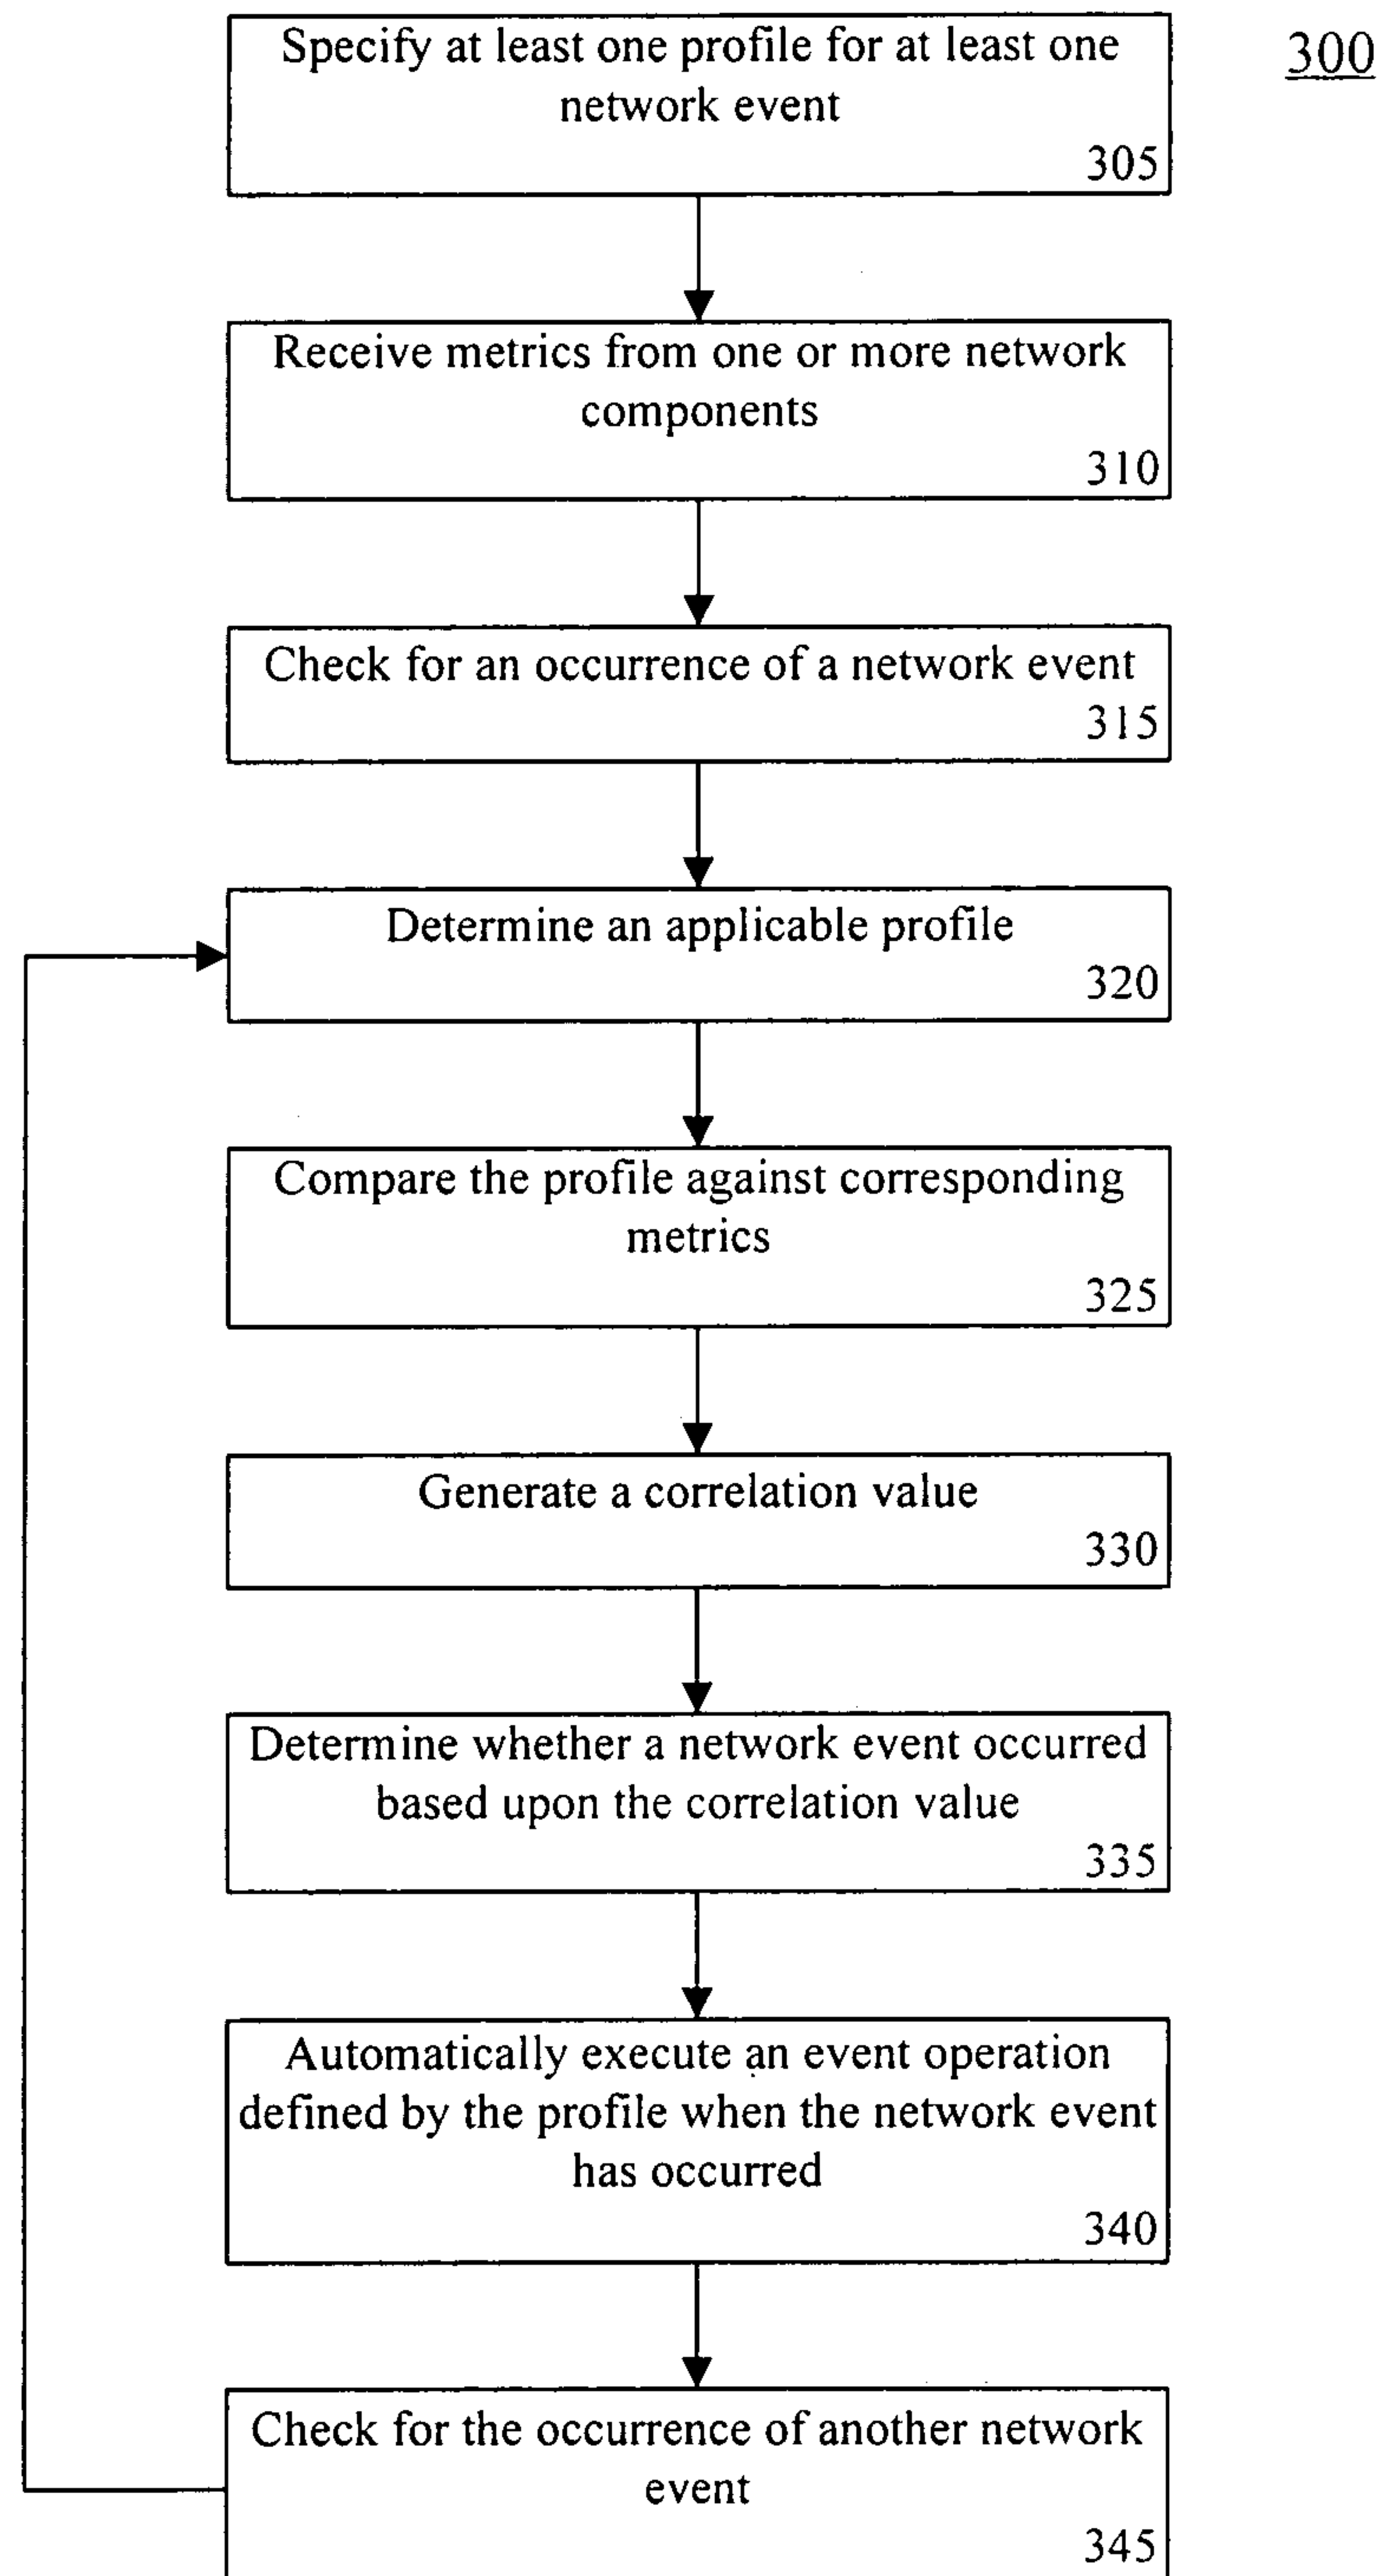 300
Specify at least one profile for at least one
network event
305
Receive metrics from one or more network
components
310
Check for an occurrence of a network event
315
Determine an applicable profile
320
Compare the profile against corresponding
metrics
325
Generate a correlation value
330
Determine whether a network event occurred
based upon the correlation value
335
Automatically execute an event operation
defined by the profile when the network event
has occurred
340
Check for the occurrence of another network
event
345